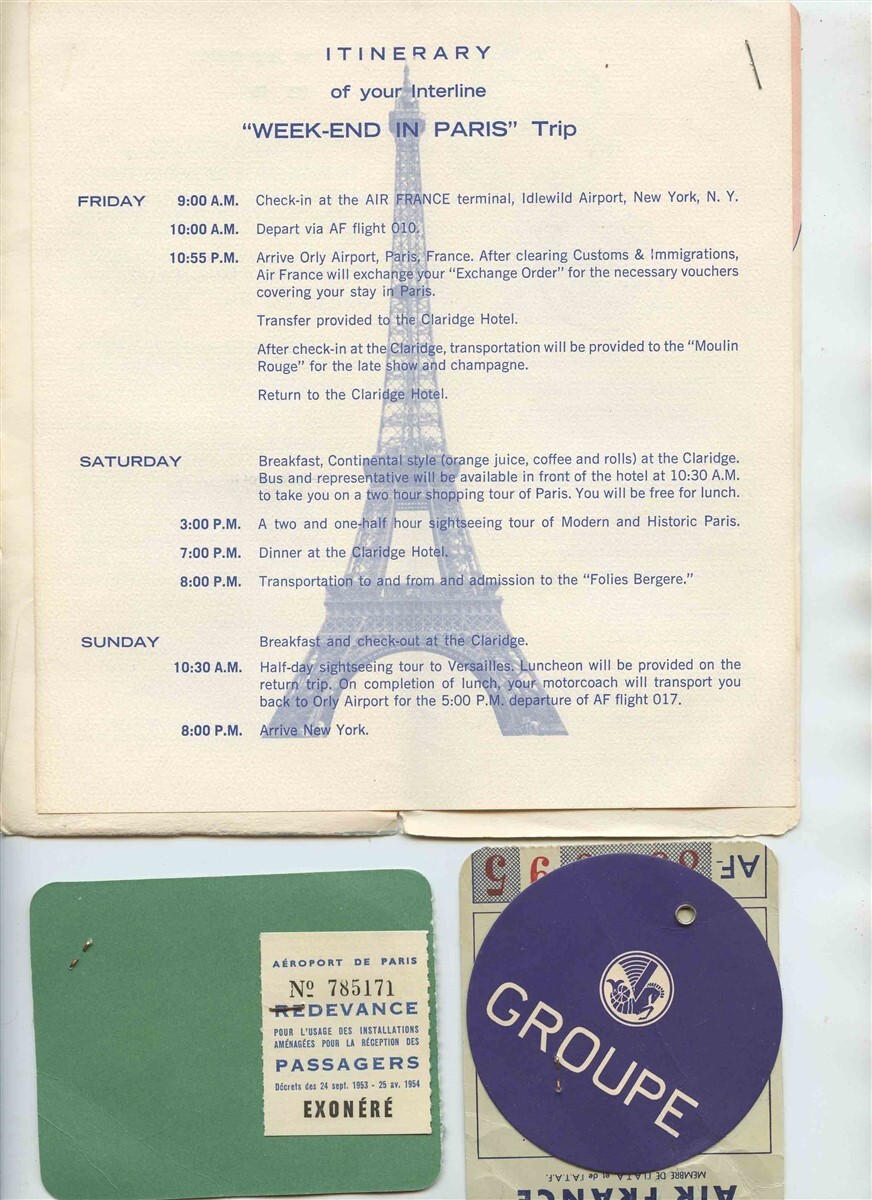 ITINERARY
of your Interline
"WEEK-END IN PARIS" Trip
FRIDAY 9:00 A.M. Check-in at the AIR FRANCE terminal, Idlewild Airport, New York, N. Y.
10:00 A.M. Depart via AF flight 010.
10:55 P.M. Arrive Orly Airport, Paris, France. After clearing Customs & Immigrations,
Air France will exchange your "Exchange Order" for the necessary vouchers
covering your stay in Paris.
Transfer provided to the Claridge Hotel.
After check-in at the Claridge, transportation will be provided to the "Moulin
Rouge" for the late show and champagne.
Return to the Claridge Hotel.
SATURDAY Breakfast, Continental style (orange juice, coffee and rolls) at the Claridge.
Bus and representative will be available in front of the hotel at 10:30 A.M.
to take you on a two hour shopping tour of Paris. You will be free for lunch.
3:00 P.M. A two and one-half hour sightseeing tour of Modern and Historic Paris.
7:00 P.M. Dinner at the Claridge Hotel.
8:00 P.M. Transportation to and from and admission to the "Folies Bergere."
SUNDAY Breakfast and check-out at the Claridge.
10:30 A.M. Half-day sightseeing tour to Versailles. Luncheon will be provided on the
return trip. On completion of lunch, your motorcoach will transport you
back to Orly Airport for the 5:00 P.M. departure of AF flight 017.
8:00 P.M. Arrive New York.
AÉROPORT DE PARIS
Nº 785171
REDEVANCE
POUR L'USAGE DES INSTALLATIONS
AMÉNAGÉES POUR LA RÉCEPTION DES
PASSAGERS
Décrets des 24 sept. 1953 - 25 av. 1954
EXONÉRÉ
AF-
GROUPE
MEMBRE DE l'I.A.T.A. et de l'A.T.A.F.
AIR FRANCE